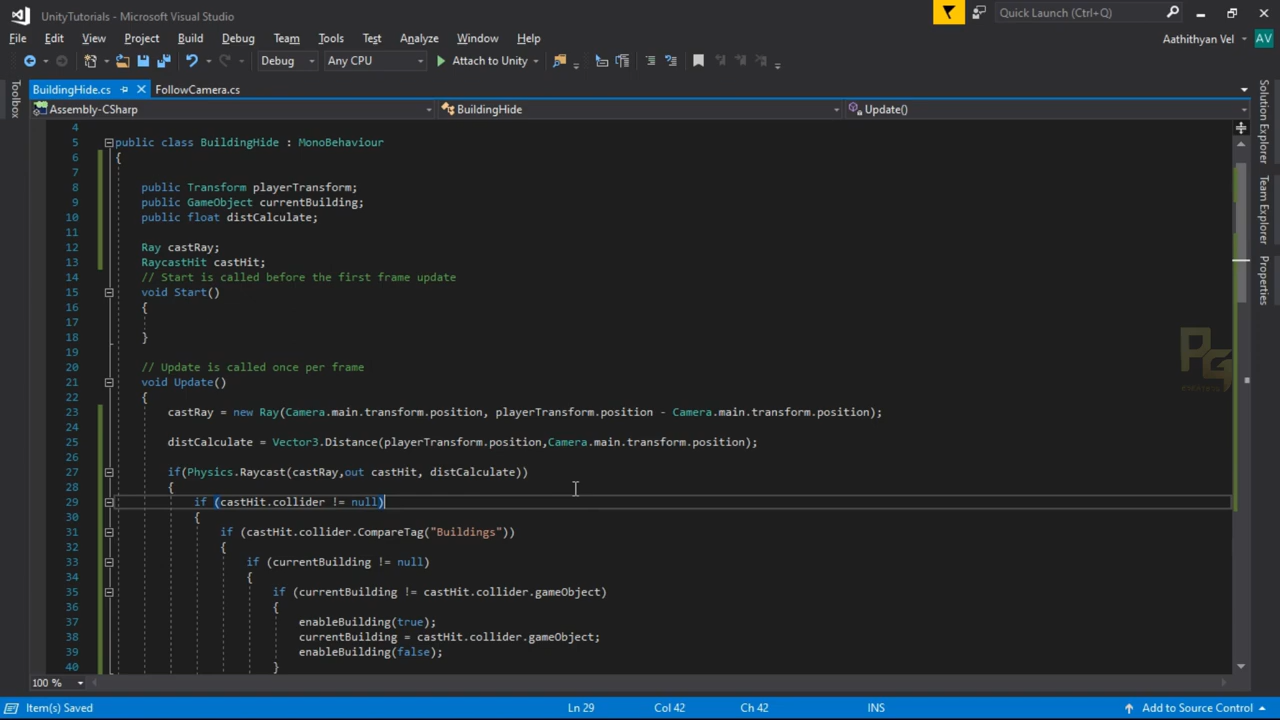 UnityTutorials - Microsoft Visual Studio
Quick Launch (Ctrl+Q)
File Edit View Project Build Debug Team Tools Test Analyze Window Help
Aathithyan Vel AV
Debug Any CPU Attach to Unity
BuildingHide.cs FollowCamera.cs
Assembly-CSharp BuildingHide Update()
Toolbox
Solution Explorer
Team Explorer
Properties
4
5 public class BuildingHide : MonoBehaviour
6 {
7
8 public Transform playerTransform;
9 public GameObject currentBuilding;
10 public float distCalculate;
11
12 Ray castRay;
13 RaycastHit castHit;
14 // Start is called before the first frame update
15 void Start()
16 {
17
18 }
19
20 // Update is called once per frame
21 void Update()
22 {
23 castRay = new Ray(Camera.main.transform.position, playerTransform.position - Camera.main.transform.position);
24
25 distCalculate = Vector3.Distance(playerTransform.position,Camera.main.transform.position);
26
27 if(Physics.Raycast(castRay,out castHit, distCalculate))
28 {
29 if (castHit.collider != null)
30 {
31 if (castHit.collider.CompareTag("Buildings"))
32 {
33 if (currentBuilding != null)
34 {
35 if (currentBuilding != castHit.collider.gameObject)
36 {
37 enableBuilding(true);
38 currentBuilding = castHit.collider.gameObject;
39 enableBuilding(false);
40 }
PG
100 %
Item(s) Saved Ln 29 Col 42 Ch 42 INS Add to Source Control